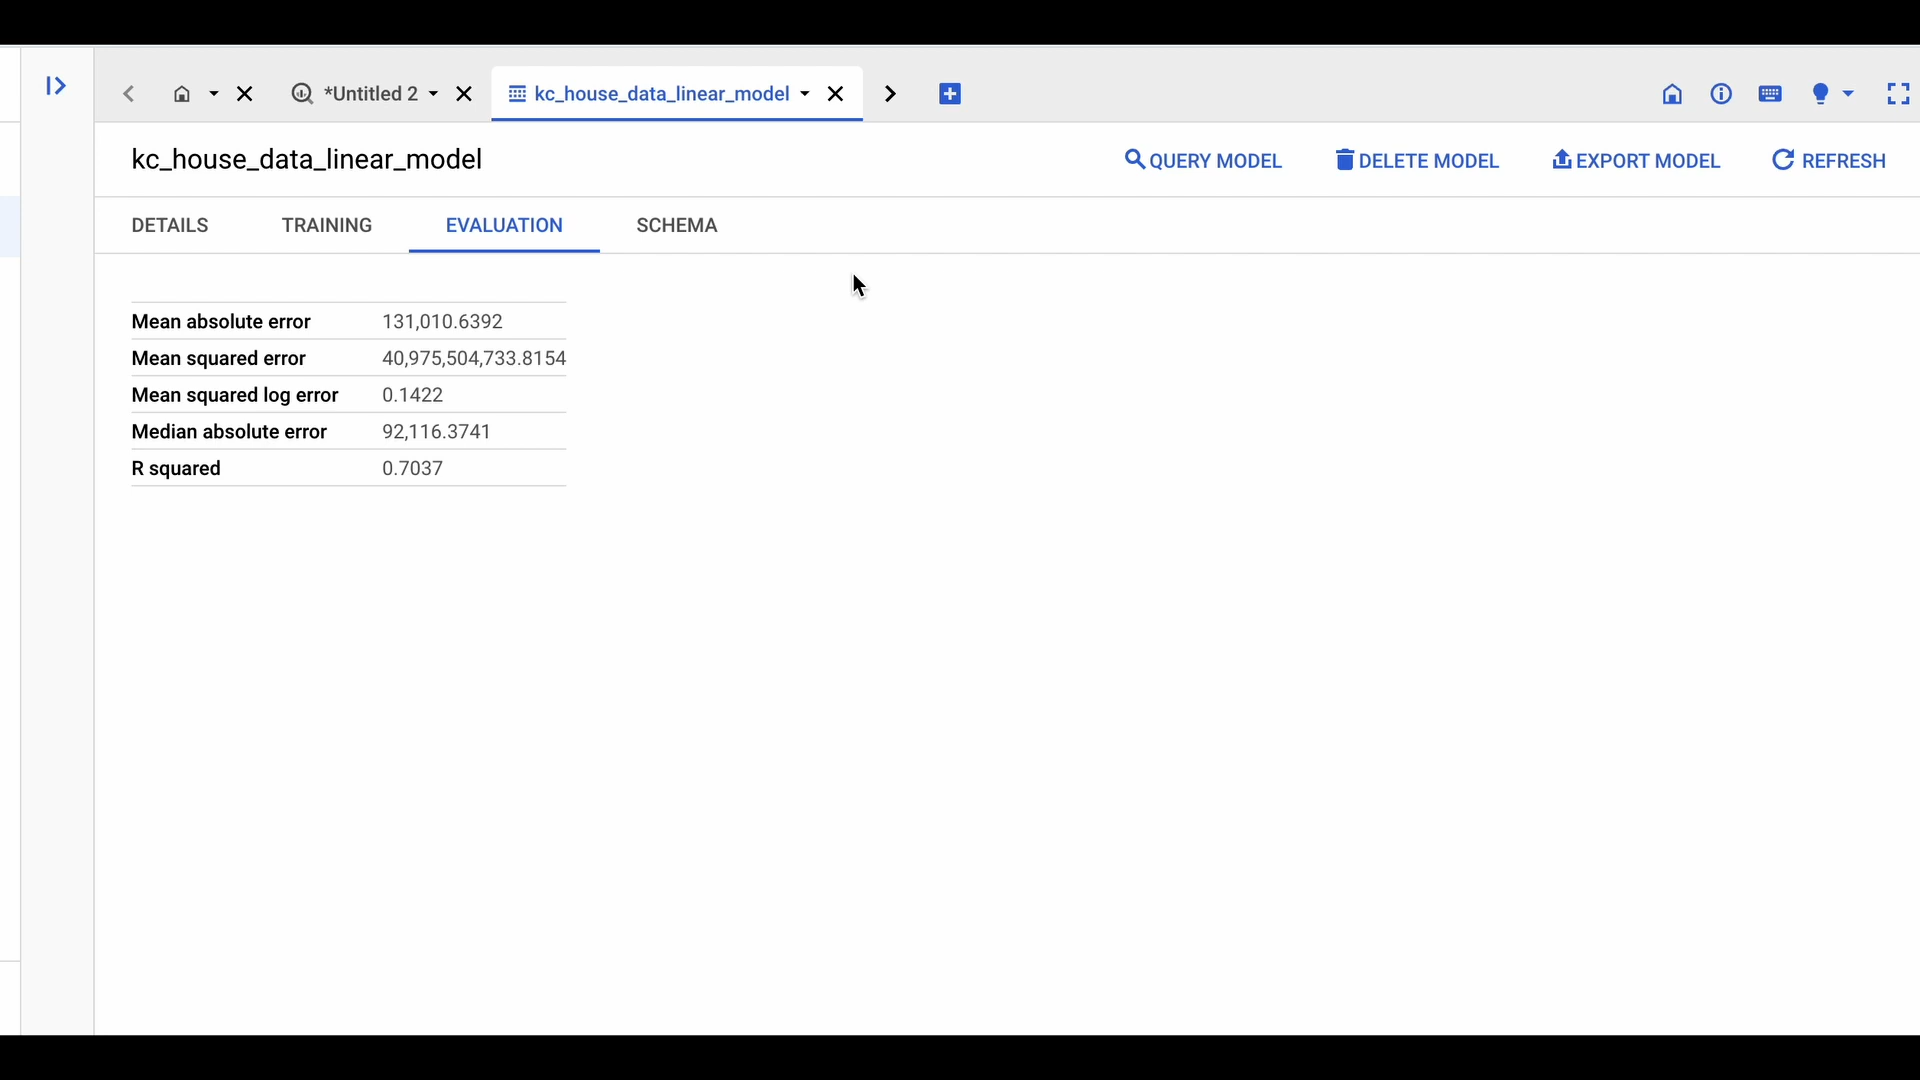 *Untitled 2 kc_house_data_linear_model
kc_house_data_linear_model QUERY MODEL DELETE MODEL EXPORT MODEL REFRESH
DETAILS TRAINING EVALUATION SCHEMA
Mean absolute error 131,010.6392
Mean squared error 40,975,504,733.8154
Mean squared log error 0.1422
Median absolute error 92,116.3741
R squared 0.7037